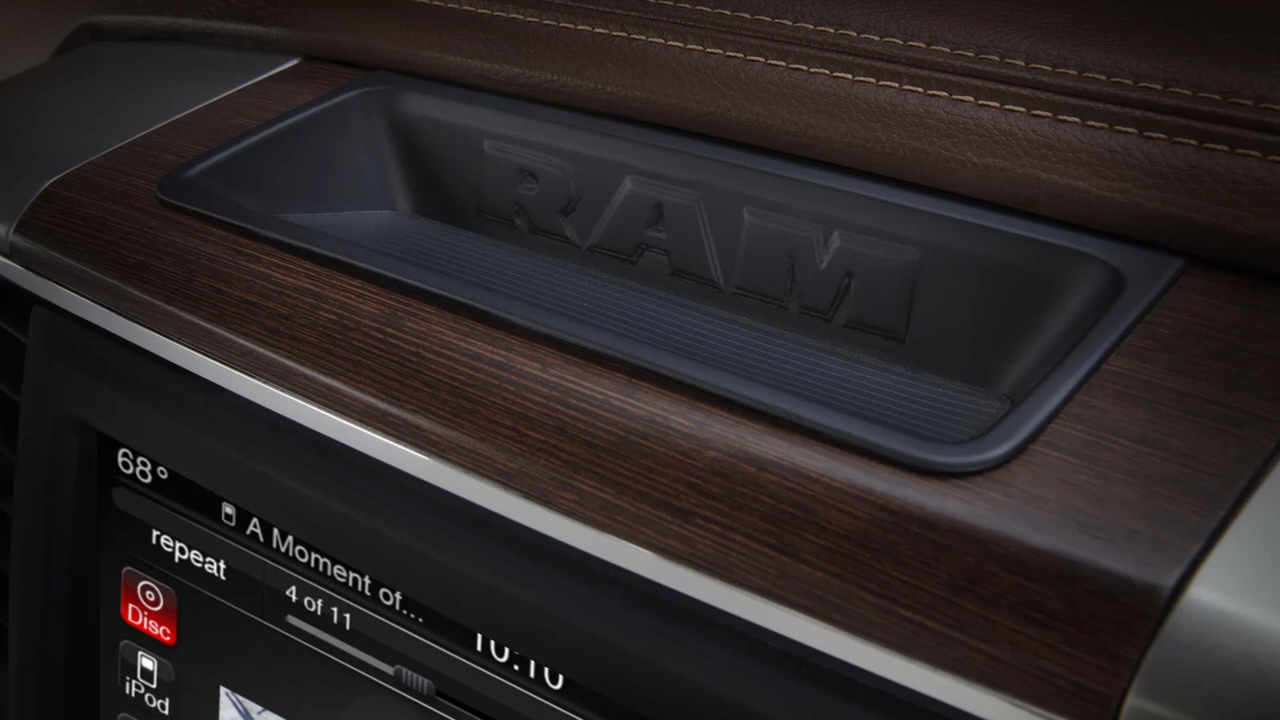 RAM
68°
A Moment of...
repeat
4 of 11
10:10
Disc
iPod